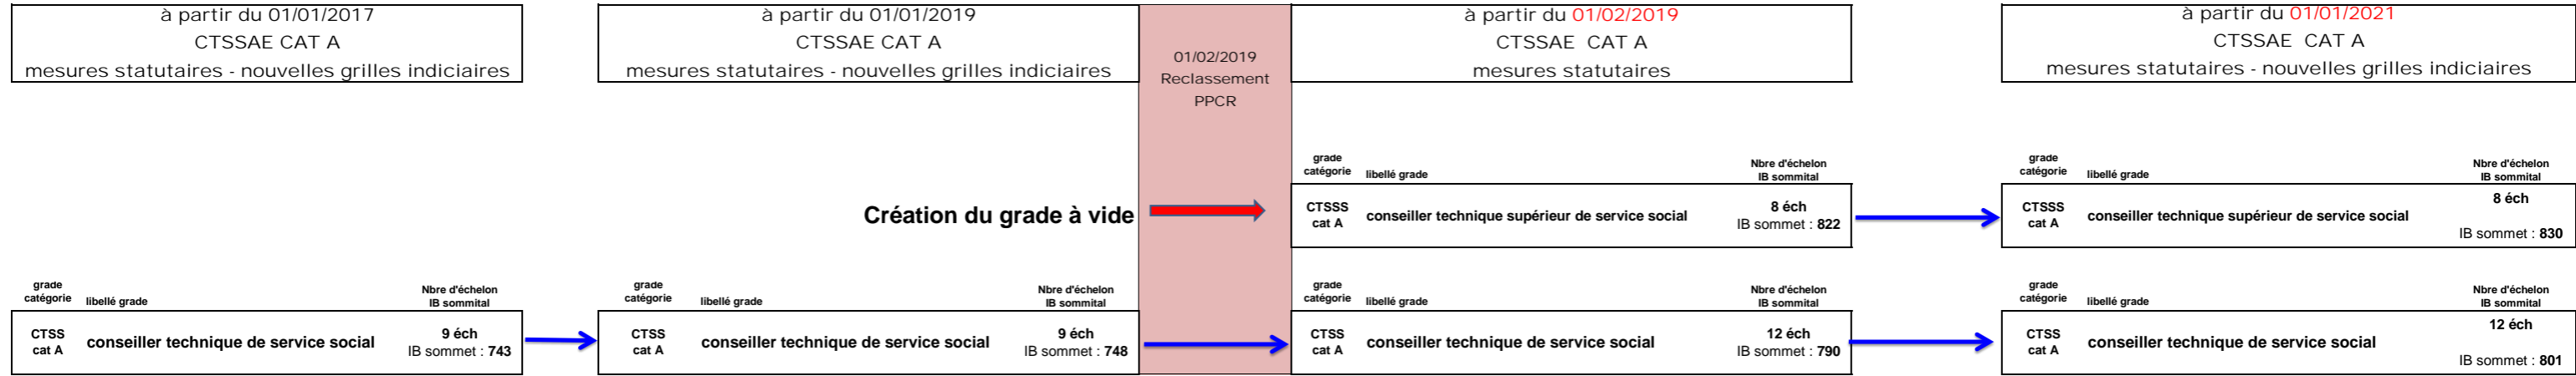 à partir du 01/01/2017
CTSSAE CAT A
mesures statutaires - nouvelles grilles indiciaires
à partir du 01/01/2019
CTSSAE CAT A
mesures statutaires - nouvelles grilles indiciaires
01/02/2019
Reclassement
PPCR
à partir du 01/02/2019
CTSSAE CAT A
mesures statutaires
à partir du 01/01/2021
CTSSAE CAT A
mesures statutaires - nouvelles grilles indiciaires
Création du grade à vide
grade
catégorie
libellé grade
Nbre d'échelon
IB sommital
CTSSS
cat A
conseiller technique supérieur de service social
8 éch
IB sommet : 822
grade
catégorie
libellé grade
Nbre d'échelon
IB sommital
CTSSS
cat A
conseiller technique supérieur de service social
8 éch
IB sommet : 830
grade
catégorie
libellé grade
Nbre d'échelon
IB sommital
CTSS
cat A
conseiller technique de service social
9 éch
IB sommet : 743
grade
catégorie
libellé grade
Nbre d'échelon
IB sommital
CTSS
cat A
conseiller technique de service social
9 éch
IB sommet : 748
grade
catégorie
libellé grade
Nbre d'échelon
IB sommital
CTSS
cat A
conseiller technique de service social
12 éch
IB sommet : 790
grade
catégorie
libellé grade
Nbre d'échelon
IB sommital
CTSS
cat A
conseiller technique de service social
12 éch
IB sommet : 801